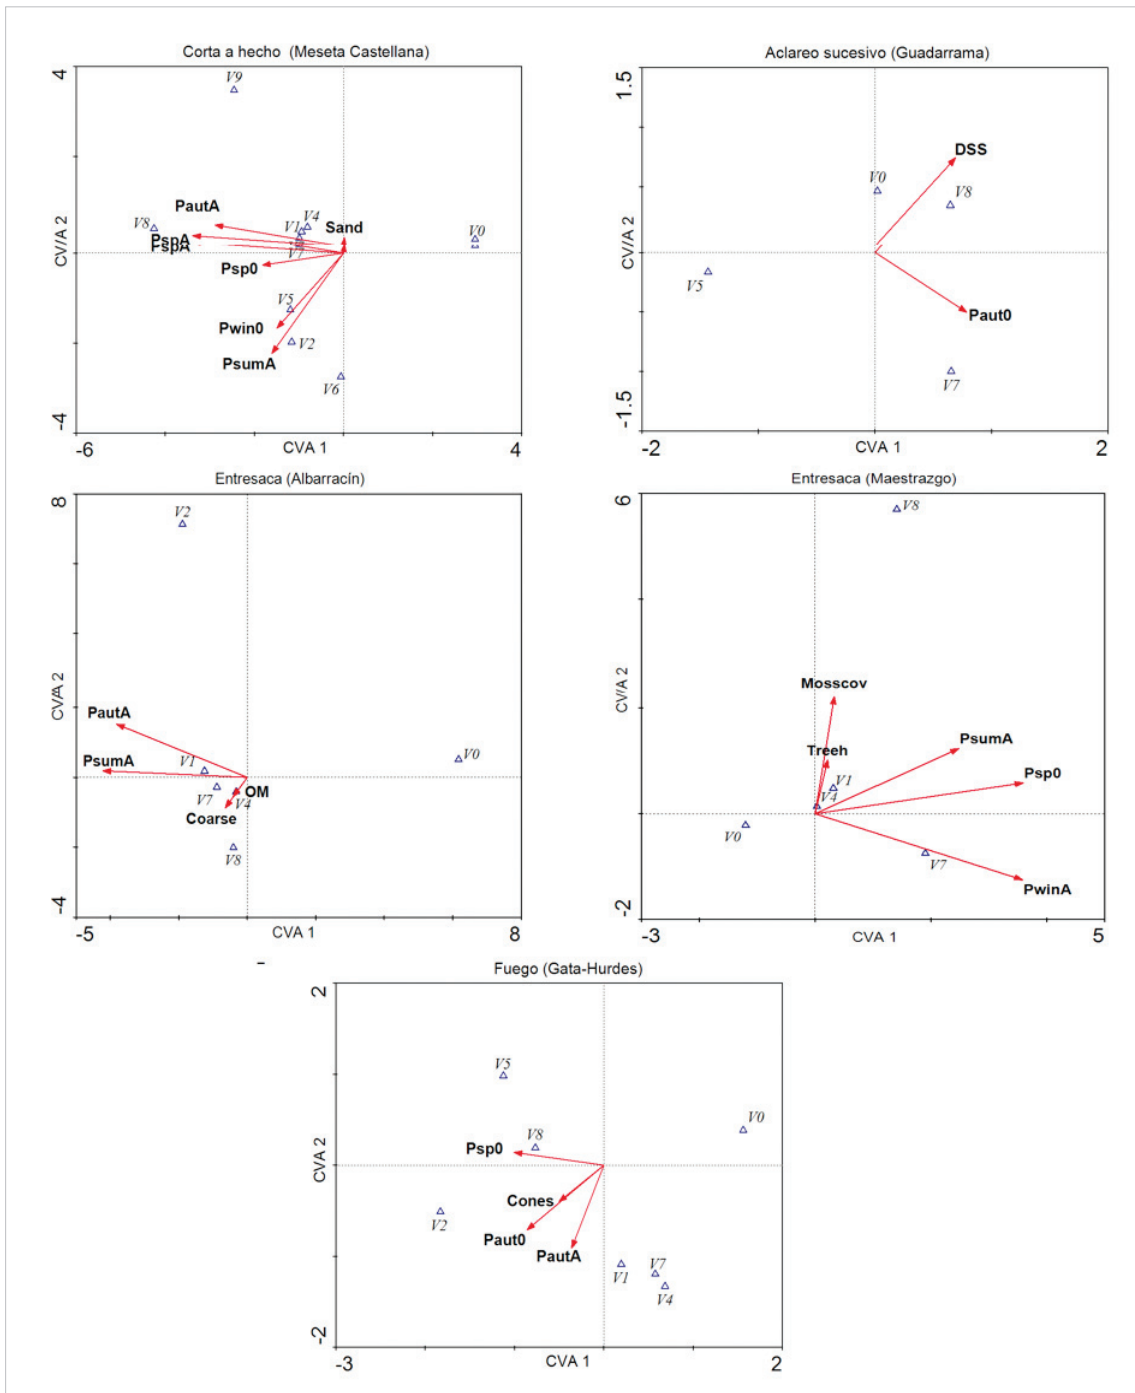 Corta a hecho (Meseta Castellana)
4
V9
PautA
V4
V8
V1
Sand
V0
PspA
PspA
V7
Psp0
V5
Pwin0
V2
PsumA
V6
CVA 2
-4
-6
CVA 1
4
Aclareo sucesivo (Guadarrama)
1.5
DSS
V0
V8
CVA 2
V5
Paut0
V7
-1.5
-2
CVA 1
2
Entresaca (Albarracín)
8
V2
CVA 2
PautA
V0
PsumA
V1
V7
OM
V4
Coarse
V8
-4
-5
CVA 1
8
Entresaca (Maestrazgo)
6
V8
CVA 2
Mosscov
PsumA
Treeh
Psp0
V1
V4
V0
V7
PwinA
-2
-3
CVA 1
5
Fuego (Gata-Hurdes)
2
V5
V0
V8
Psp0
CVA 2
Cones
V2
Paut0
PautA
V7
V1
V4
-2
-3
CVA 1
2